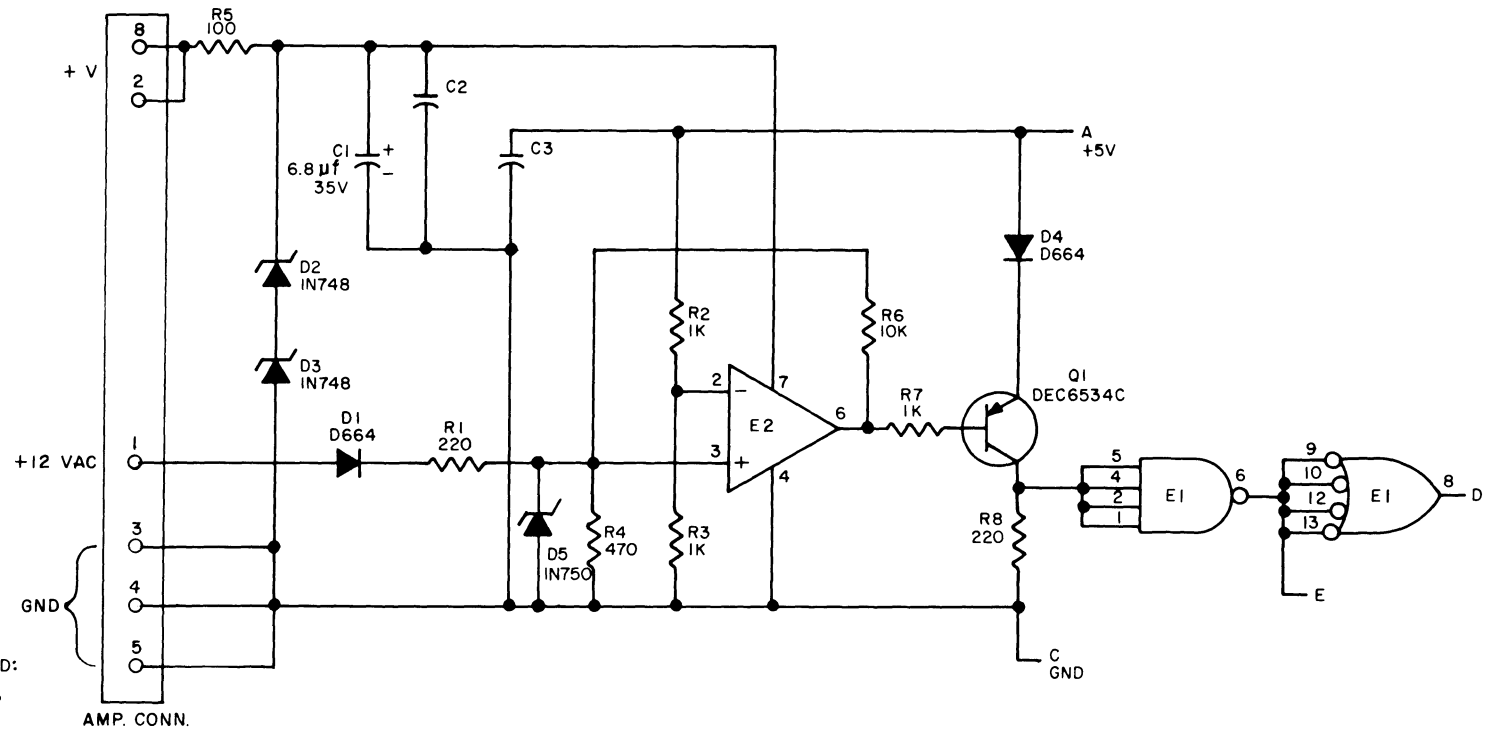 R5
100
8
+ V
2
C2
C3
A
+5V
C1
+
6.8 μf
35V
−
D2
IN748
D4
D664
R2
1K
R6
10K
D3
IN748
2
−
7
Q1
DEC6534C
R7
1K
6
E2
D1
D664
R1
220
1
+12 VAC
3
+
4
5
4
2
1
E1
6
9
10
12
13
E1
8
D
R8
220
R4
470
R3
1K
D5
IN750
3
4
GND
5
E
C
GND
D:
AMP. CONN.